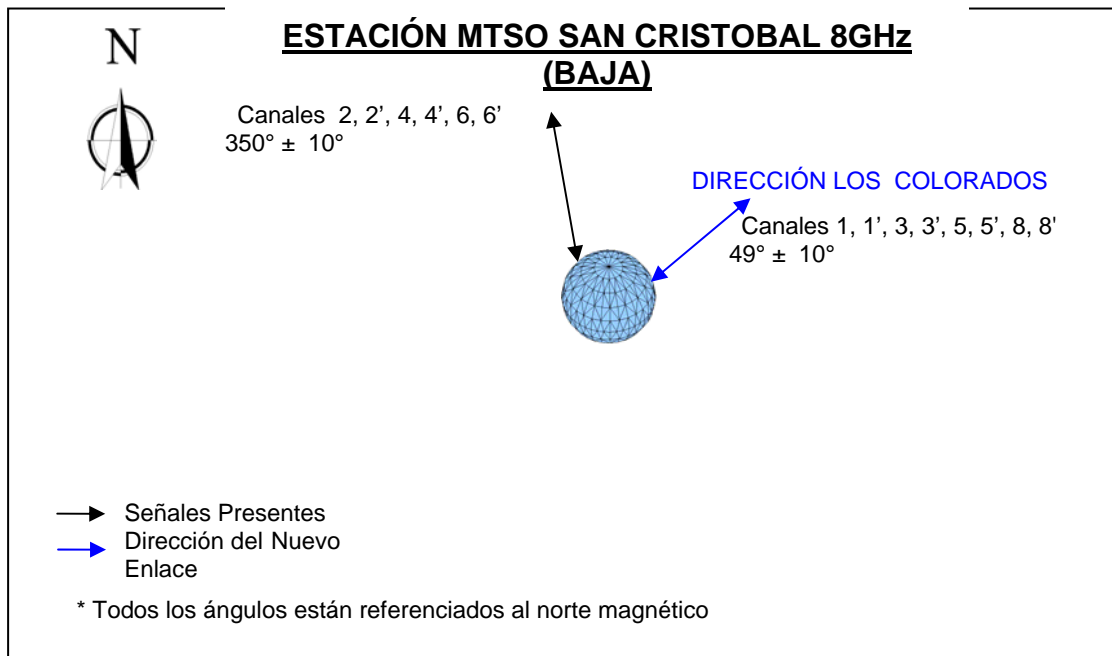 N
ESTACIÓN MTSO SAN CRISTOBAL 8GHz
(BAJA)
Canales 2, 2’, 4, 4’, 6, 6’
350° ± 10°
DIRECCIÓN LOS COLORADOS
Canales 1, 1’, 3, 3’, 5, 5’, 8, 8'
49° ± 10°
Señales Presentes
Dirección del Nuevo
Enlace
* Todos los ángulos están referenciados al norte magnético